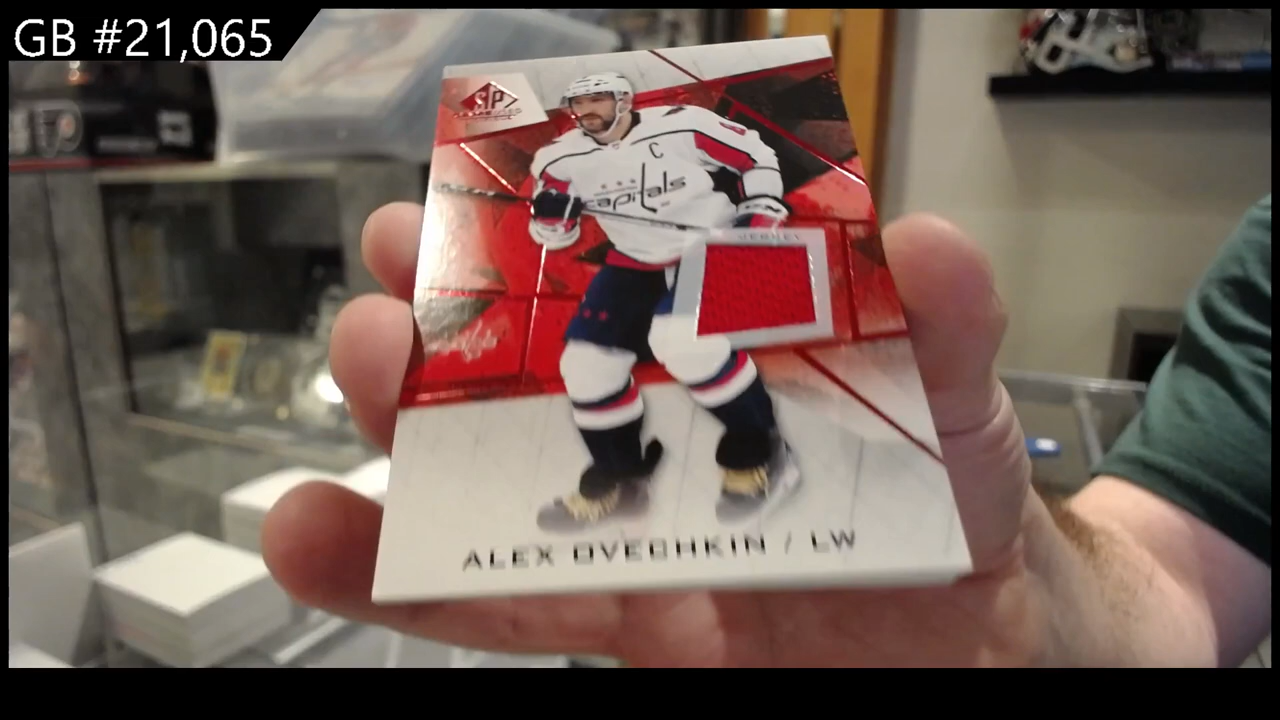 GB #21,065
SP
C
capitals
JERSEY
ALEX OVECHKIN / LW